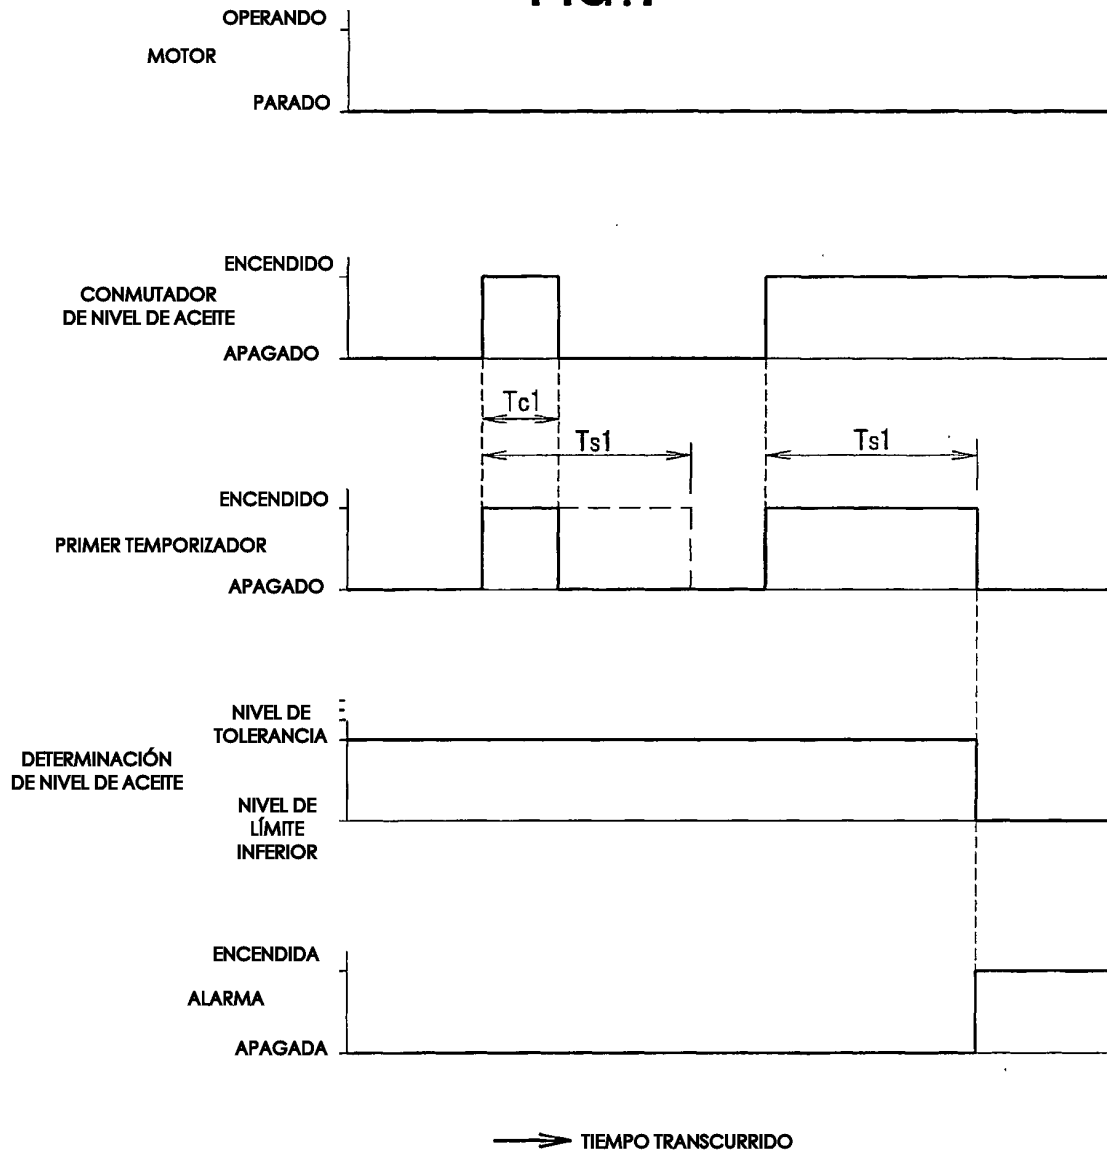 OPERANDO
MOTOR
PARADO
ENCENDIDO
CONMUTADOR
DE NIVEL DE ACEITE
APAGADO
Tc1
Ts1
Ts1
ENCENDIDO
PRIMER TEMPORIZADOR
APAGADO
NIVEL DE
TOLERANCIA
DETERMINACIÓN
DE NIVEL DE ACEITE
NIVEL DE
LÍMITE
INFERIOR
ENCENDIDA
ALARMA
APAGADA
TIEMPO TRANSCURRIDO